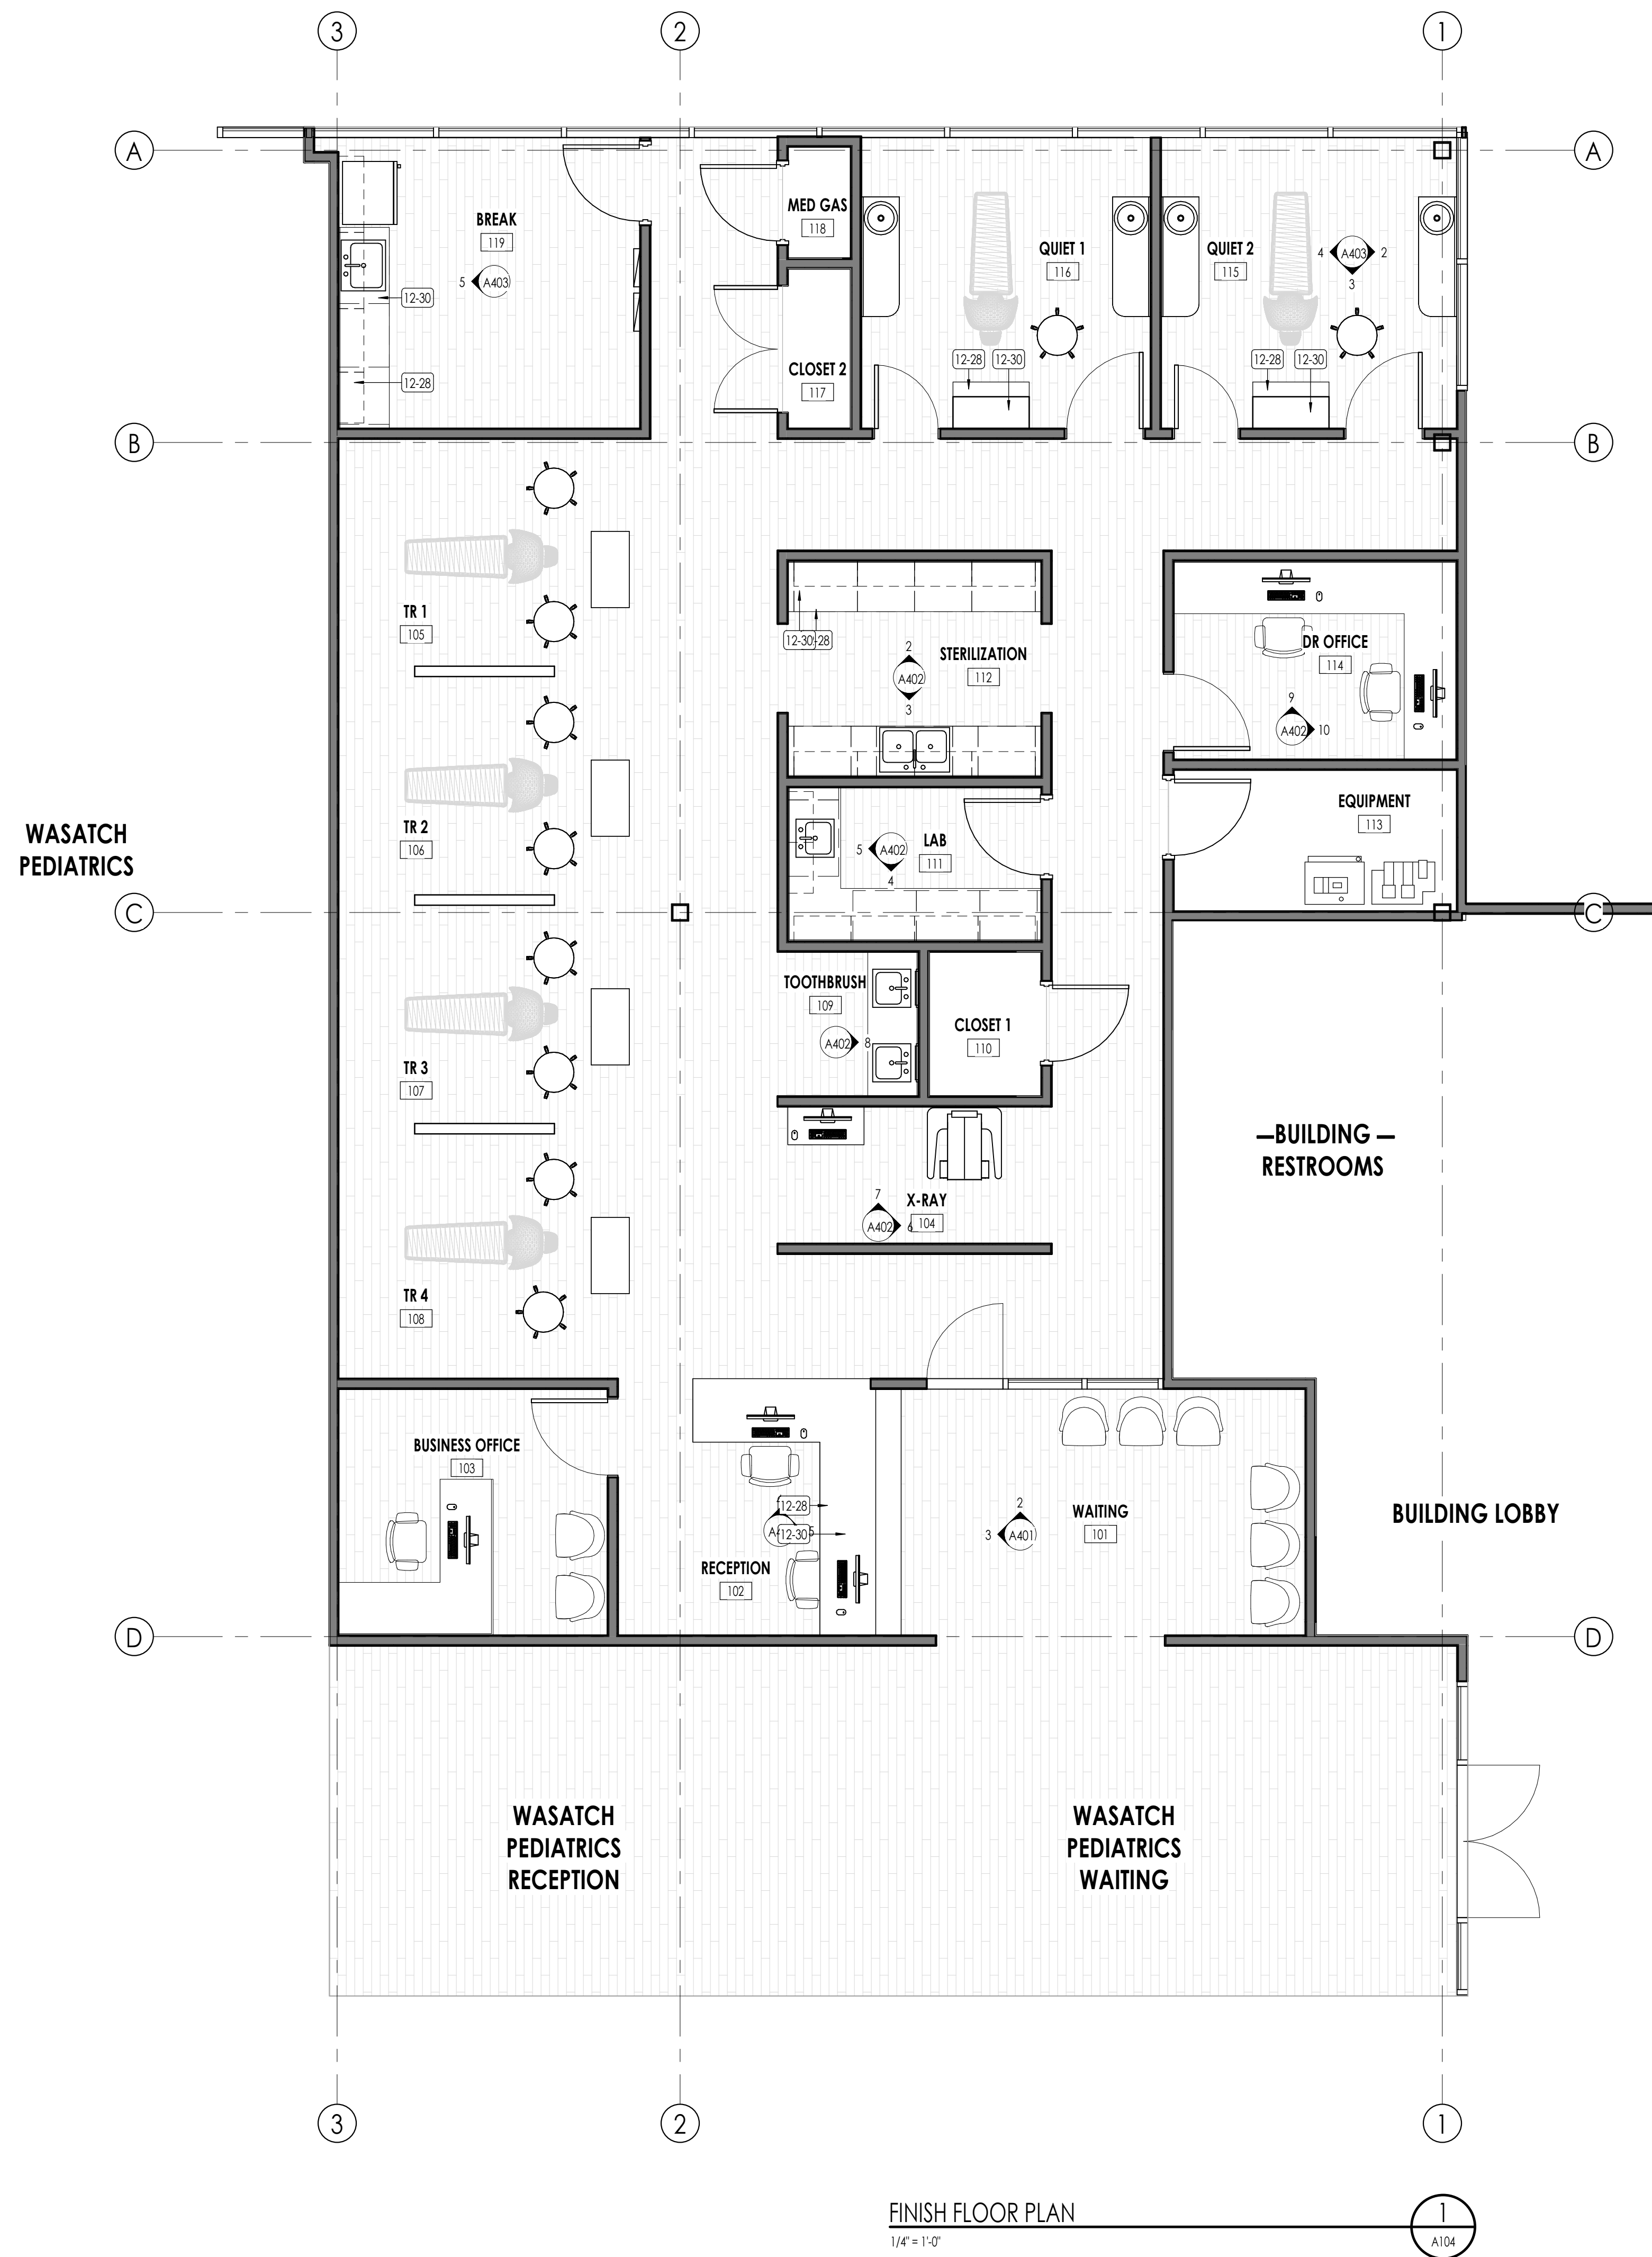 3
2
1
A
A
BREAK
119
5
A403
12-30
12-28
MED GAS
118
CLOSET 2
117
QUIET 1
116
12-28
12-30
QUIET 2
115
4
A403
2
3
12-28
12-30
B
B
TR 1
105
12-30
-28
2
A402
3
STERILIZATION
112
DR OFFICE
114
9
A402
10
WASATCH
PEDIATRICS
TR 2
106
5
A402
4
LAB
111
EQUIPMENT
113
C
C
TOOTHBRUSH
109
A402
8
CLOSET 1
110
TR 3
107
—BUILDING —
RESTROOMS
7
A402
6
X-RAY
104
TR 4
108
BUSINESS OFFICE
103
12-28
12-30
5
RECEPTION
102
2
3
A401
WAITING
101
BUILDING LOBBY
D
D
WASATCH
PEDIATRICS
RECEPTION
WASATCH
PEDIATRICS
WAITING
3
2
1
FINISH FLOOR PLAN
1/4" = 1'-0"
1
A104